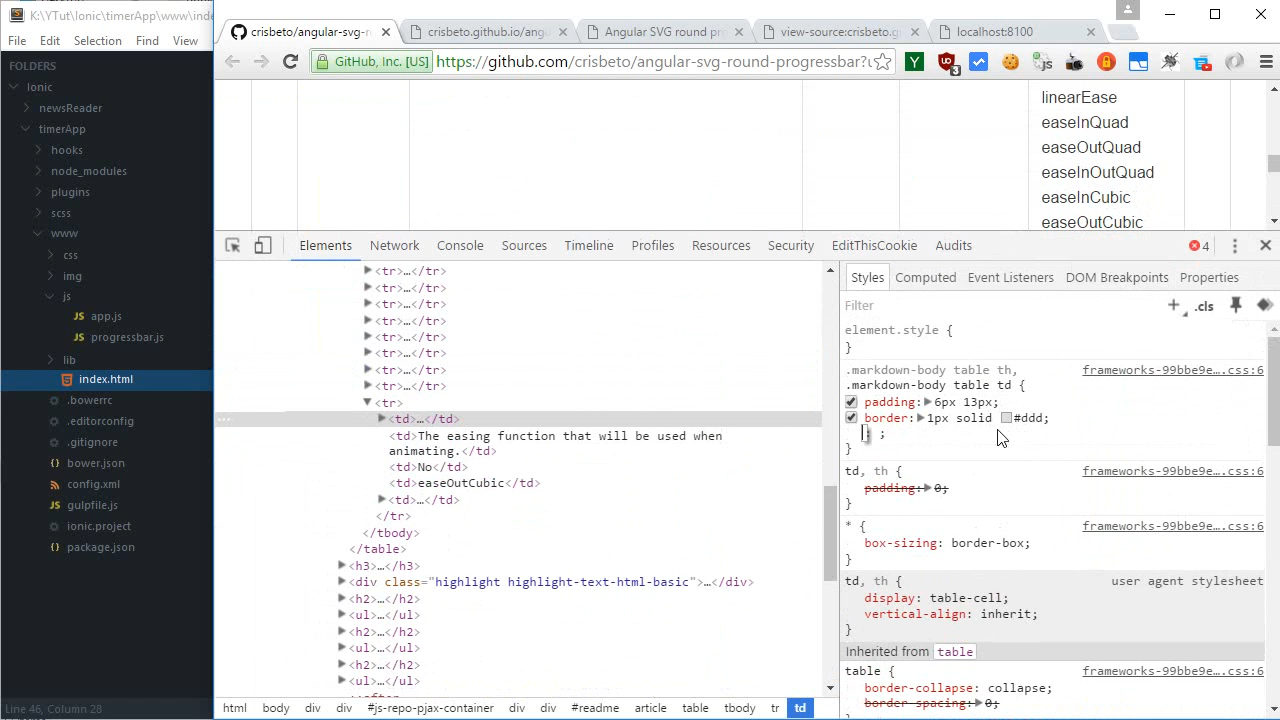 K:\YTut\Ionic\timerApp\www\inde
File Edit Selection Find View
FOLDERS
Ionic
newsReader
timerApp
hooks
node_modules
plugins
scss
www
css
img
js
JS app.js
JS progressbar.js
lib
index.html
.bowerrc
.editorconfig
.gitignore
bower.json
config.xml
gulpfile.js
ionic.project
package.json
Line 46, Column 28
crisbeto/angular-svg-ro
crisbeto.github.io/angu
Angular SVG round pro
view-source:crisbeto.gi
localhost:8100
GitHub, Inc. [US] https://github.com/crisbeto/angular-svg-round-progressbar?u
linearEase
easeInQuad
easeOutQuad
easeInOutQuad
easeInCubic
easeOutCubic
Elements Network Console Sources Timeline Profiles Resources Security EditThisCookie Audits 4
<tr>…</tr>
<tr>…</tr>
<tr>…</tr>
<tr>…</tr>
<tr>…</tr>
<tr>…</tr>
<tr>…</tr>
<tr>…</tr>
<tr>
<td>…</td>
<td>The easing function that will be used when
animating.</td>
<td>No</td>
<td>easeOutCubic</td>
<td>…</td>
</tr>
</tbody>
</table>
<h3>…</h3>
<div class="highlight highlight-text-html-basic">…</div>
<h2>…</h2>
<ul>…</ul>
<h2>…</h2>
<ul>…</ul>
<h2>…</h2>
<ul>…</ul>
::after
html body div div #js-repo-pjax-container div div #readme article table tbody tr td
Styles Computed Event Listeners DOM Breakpoints Properties
Filter
.cls
element.style {
}
.markdown-body table th, frameworks-99bbe9e….css:6
.markdown-body table td {
padding: 6px 13px;
border: 1px solid #ddd;
: ;
}
td, th { frameworks-99bbe9e….css:6
padding: 0;
}
* { frameworks-99bbe9e….css:6
box-sizing: border-box;
}
td, th { user agent stylesheet
display: table-cell;
vertical-align: inherit;
}
Inherited from table
table { frameworks-99bbe9e….css:6
border-collapse: collapse;
border-spacing: 0;